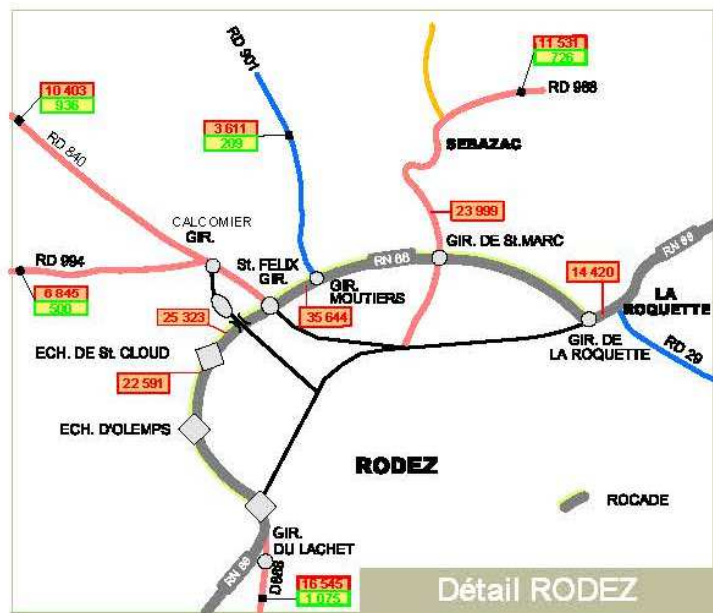 RD 901
11 531
726
RD 988
10 403
936
3 611
209
RD 840
SEBAZAC
CALCOMIER
GIR.
23 999
RD 994
St. FELIX
GIR.
RN 88
GIR. DE St.MARC
RN 88
6 845
500
GIR.
MOUTIERS
14 420
LA
ROQUETTE
25 323
35 644
ECH. DE St. CLOUD
GIR. DE
LA ROQUETTE
RD 29
22 591
ECH. D'OLEMPS
RODEZ
ROCADE
GIR.
DU LACHET
RN 88
D888
16 545
1 075
Détail RODEZ